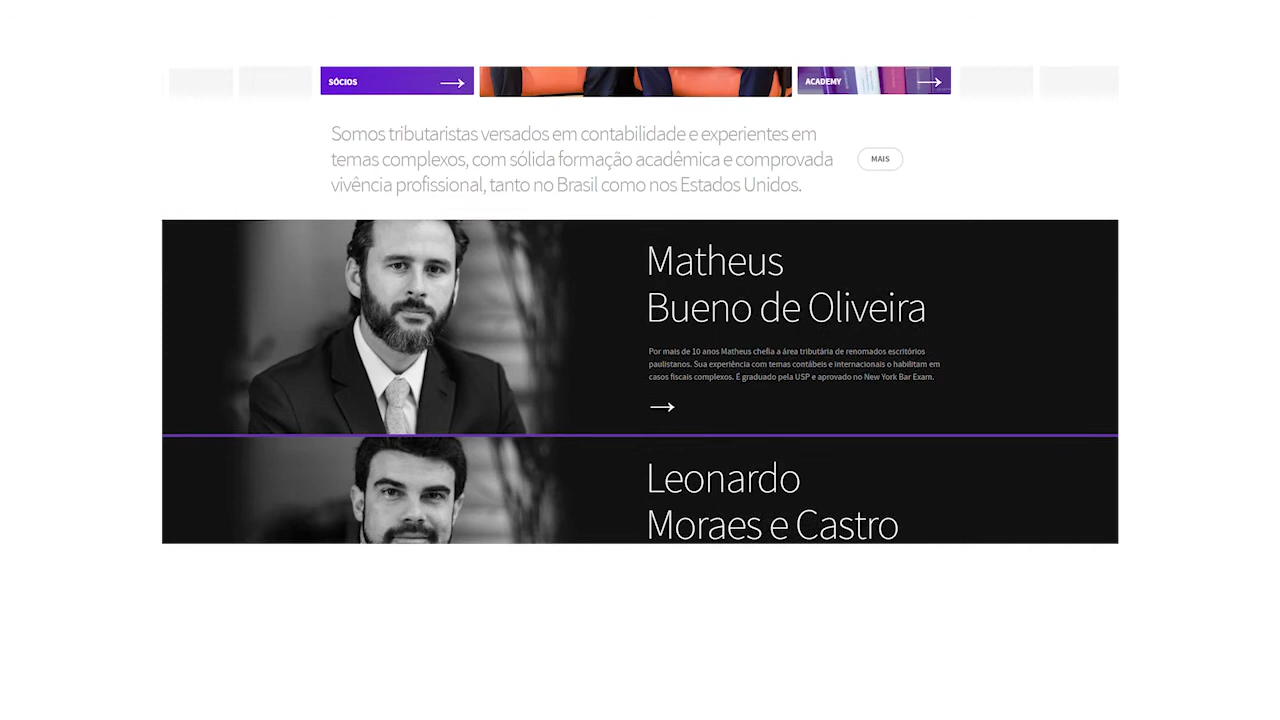 SÓCIOS
ACADEMY
Somos tributaristas versados em contabilidade e experientes em
temas complexos, com sólida formação acadêmica e comprovada
vivência profissional, tanto no Brasil como nos Estados Unidos.
MAIS
Matheus
Bueno de Oliveira
Por mais de 10 anos Matheus chefia a área tributária de renomados escritórios
paulistanos. Sua experiência com temas contábeis e internacionais o habilitam em
casos fiscais complexos. É graduado pela USP e aprovado no New York Bar Exam.
Leonardo
Moraes e Castro